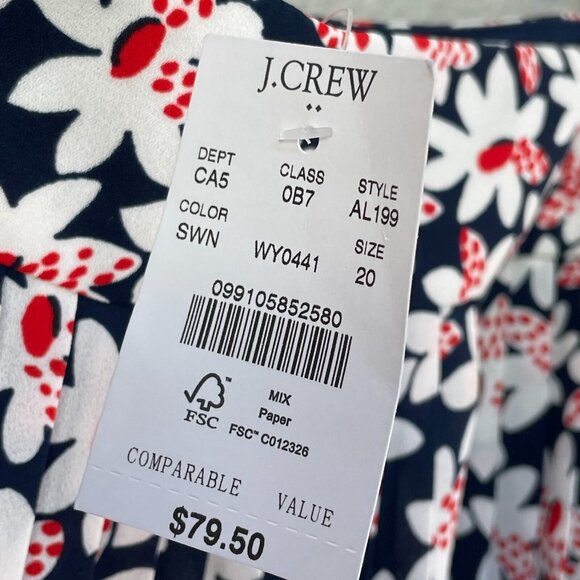 J.CREW
DEPT CLASS STYLE
CA5 0B7 AL199
COLOR SIZE
SWN WY0441 20
099105852580
MIX
Paper
FSC™ C012326
FSC™
COMPARABLE VALUE
$79.50